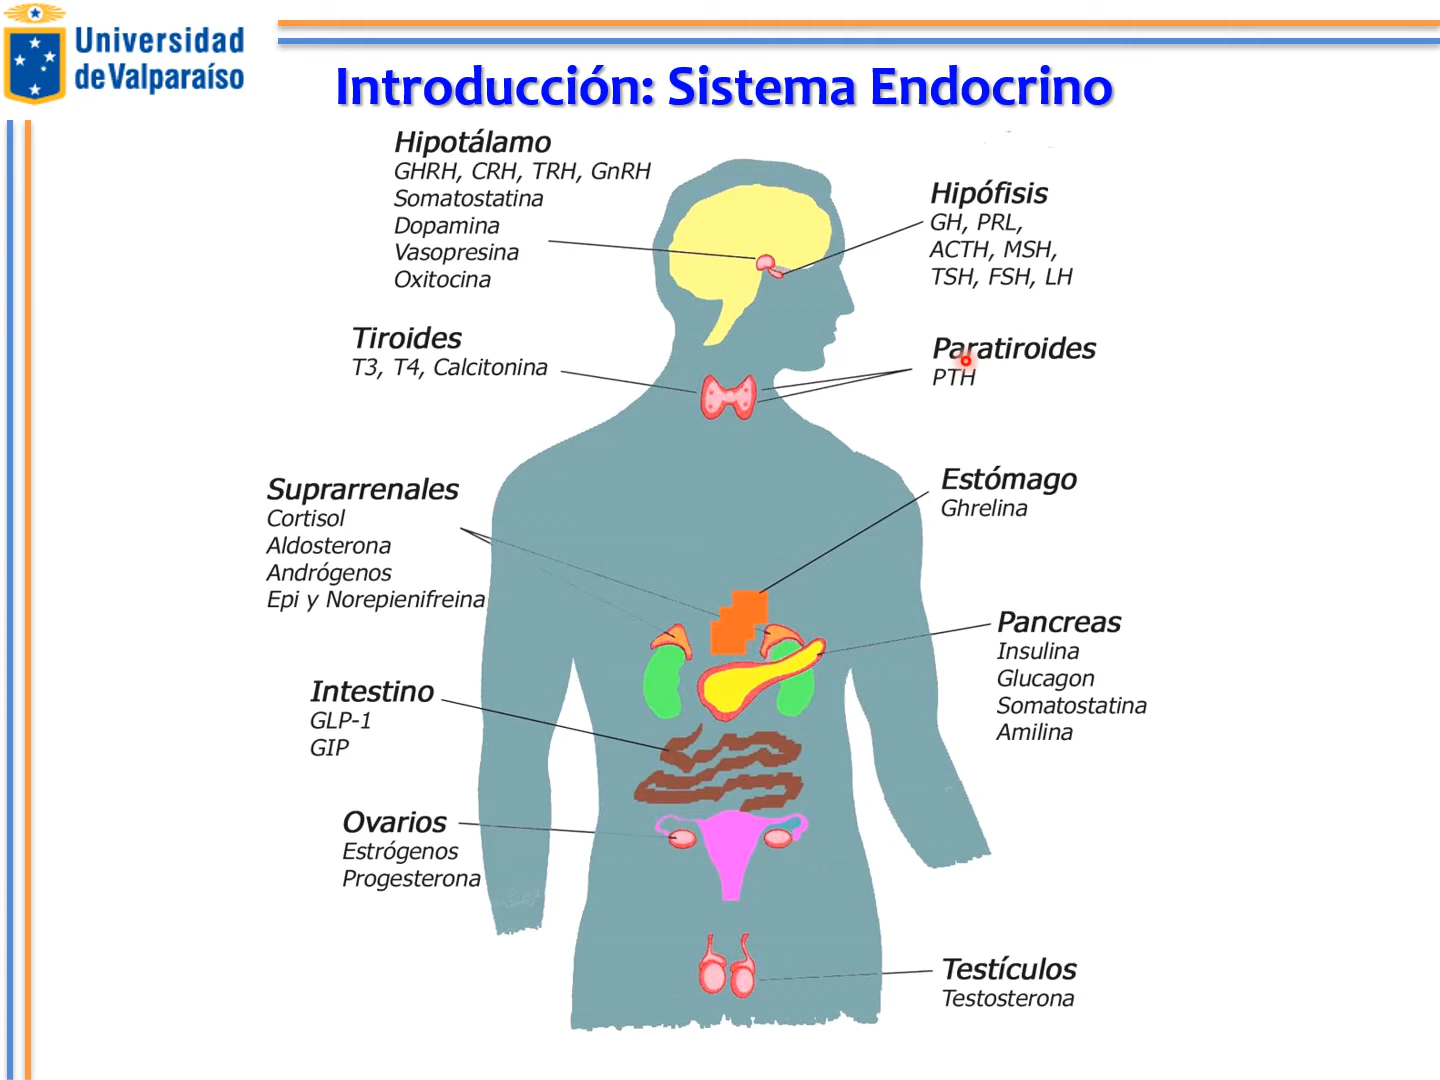 Universidad
de Valparaíso
Introducción: Sistema Endocrino
Hipotálamo
GHRH, CRH, TRH, GnRH
Somatostatina
Dopamina
Vasopresina
Oxitocina
Hipófisis
GH, PRL,
ACTH, MSH,
TSH, FSH, LH
Tiroides
T3, T4, Calcitonina
Paratiroides
PTH
Suprarrenales
Cortisol
Aldosterona
Andrógenos
Epi y Norepienifreina
Estómago
Ghrelina
Pancreas
Insulina
Glucagon
Somatostatina
Amilina
Intestino
GLP-1
GIP
Ovarios
Estrógenos
Progesterona
Testículos
Testosterona